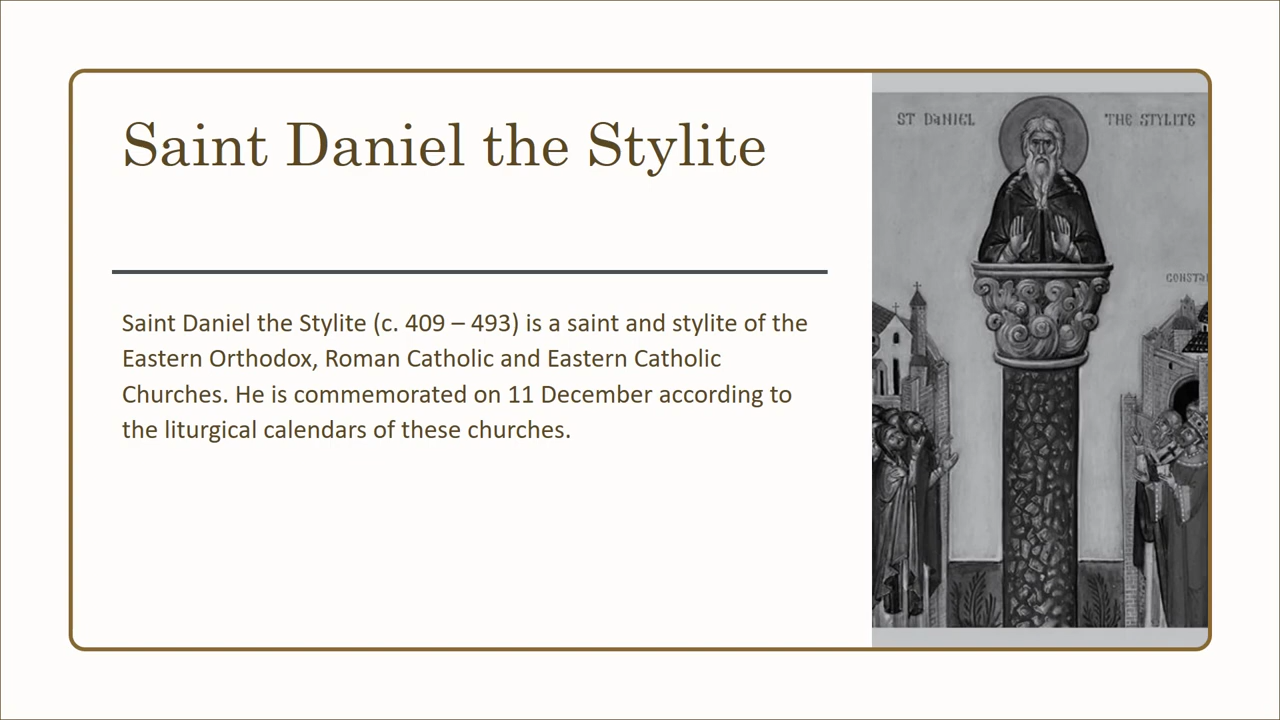 Saint Daniel the Stylite
Saint Daniel the Stylite (c. 409 – 493) is a saint and stylite of the
Eastern Orthodox, Roman Catholic and Eastern Catholic
Churches. He is commemorated on 11 December according to
the liturgical calendars of these churches.
ST DANIEL THE STYLITE